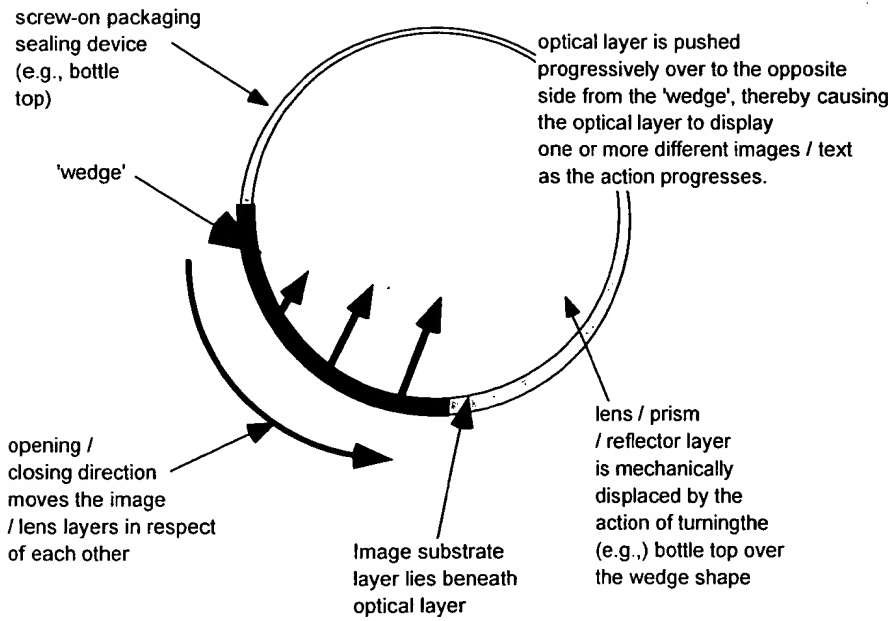 screw-on packaging
sealing device
(e.g., bottle
top)
optical layer is pushed
progressively over to the opposite
side from the 'wedge', thereby causing
the optical layer to display
one or more different images / text
as the action progresses.
'wedge'
opening /
closing direction
moves the image
/ lens layers in respect
of each other
Image substrate
layer lies beneath
optical layer
lens / prism
/ reflector layer
is mechanically
displaced by the
action of turningthe
(e.g.,) bottle top over
the wedge shape